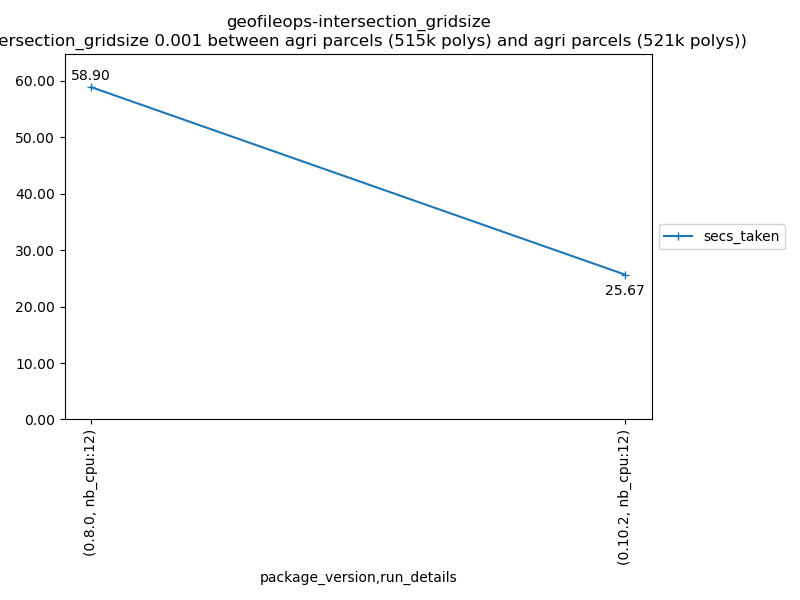 geofileops-intersection_gridsize
ersection_gridsize 0.001 between agri parcels (515k polys) and agri parcels (521k polys))
58.90
60.00
50.00
40.00
30.00
20.00
10.00
0.00
25.67
secs_taken
(0.8.0, nb_cpu:12)
(0.10.2, nb_cpu:12)
package_version,run_details